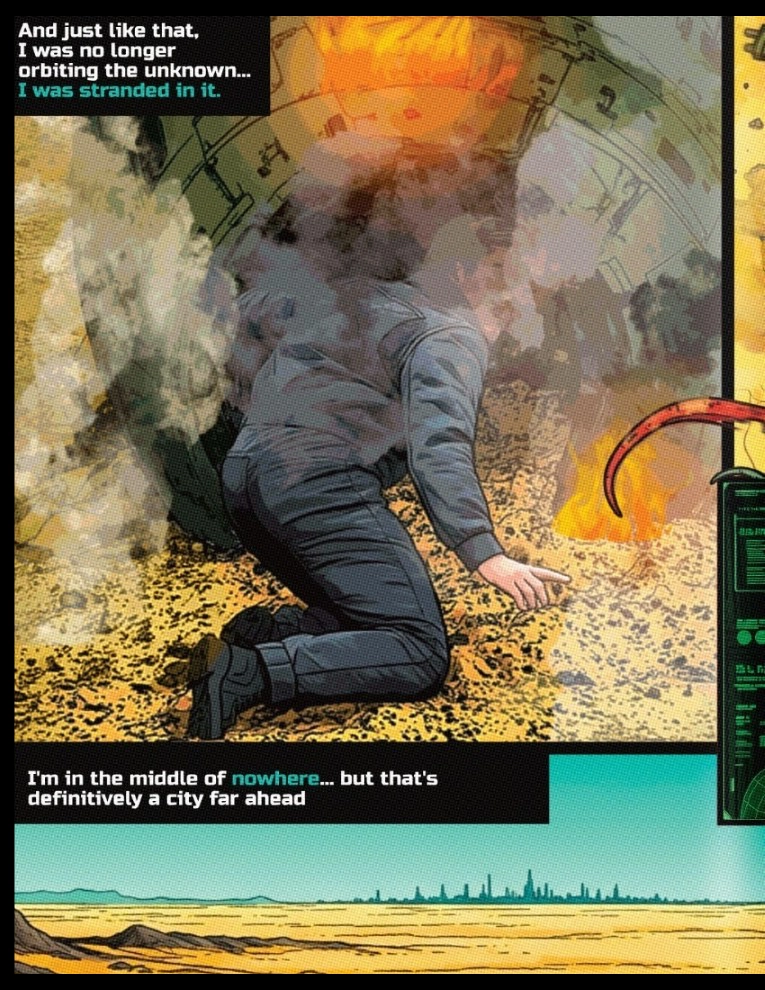 And just like that,
I was no longer
orbiting the unknown...
I was stranded in it.
I'm in the middle of nowhere... but that's
definitively a city far ahead